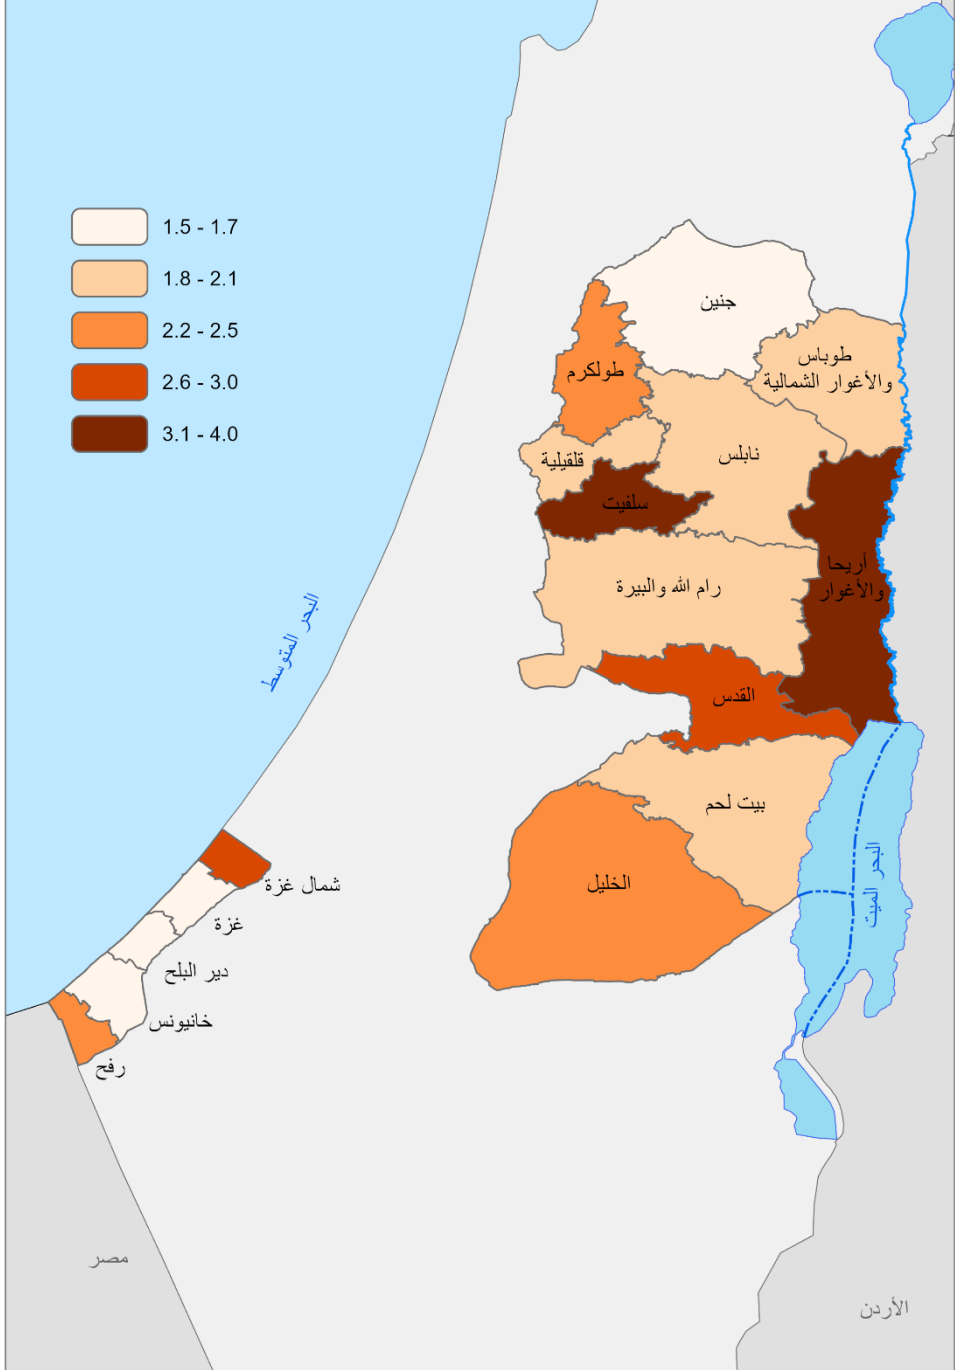 1.5 - 1.7
1.8 - 2.1
2.2 - 2.5
2.6 - 3.0
3.1 - 4.0
جنين
طوباس
والأغوار الشمالية
طولكرم
نابلس
قلقيلية
سلفيت
أريحا
والأغوار
رام الله والبيرة
القدس
بيت لحم
الخليل
البحر المتوسط
البحر الميت
شمال غزة
غزة
دير البلح
خانيونس
رفح
مصر
الأردن